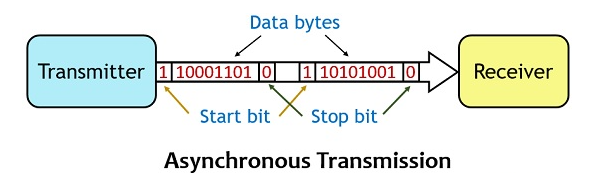 Data bytes
Transmitter 1 10001101 0 1 10101001 0 Receiver
Start bit Stop bit
Asynchronous Transmission